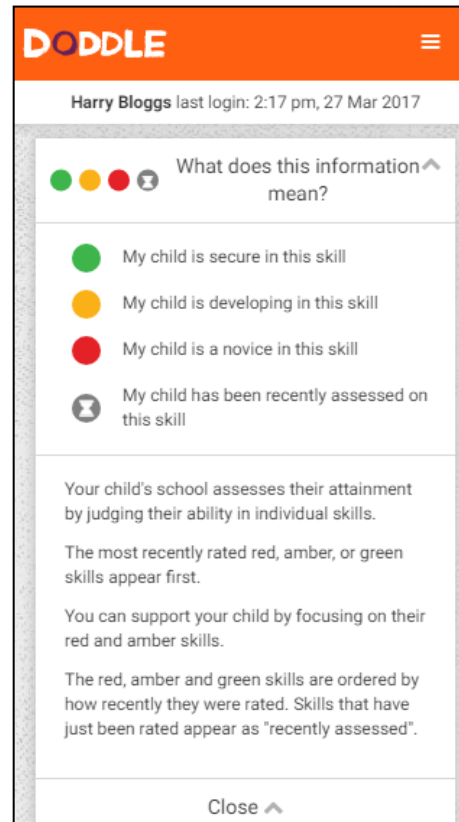 DODDLE
Harry Bloggs last login: 2:17 pm, 27 Mar 2017
What does this information
mean?
My child is secure in this skill
My child is developing in this skill
My child is a novice in this skill
My child has been recently assessed on
this skill
Your child's school assesses their attainment
by judging their ability in individual skills.
The most recently rated red, amber, or green
skills appear first.
You can support your child by focusing on their
red and amber skills.
The red, amber and green skills are ordered by
how recently they were rated. Skills that have
just been rated appear as "recently assessed".
Close